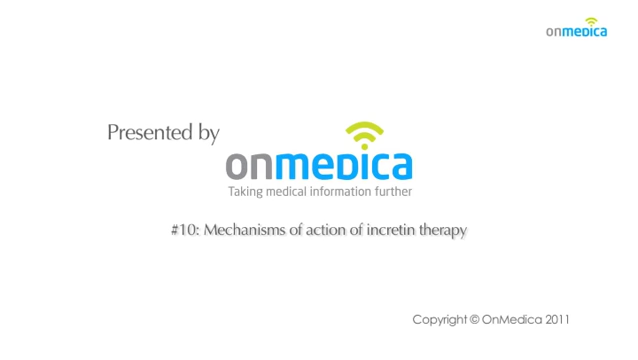 onmedica
Presented by
onmedica
Taking medical information further
#10: Mechanisms of action of incretin therapy
Copyright © OnMedica 2011